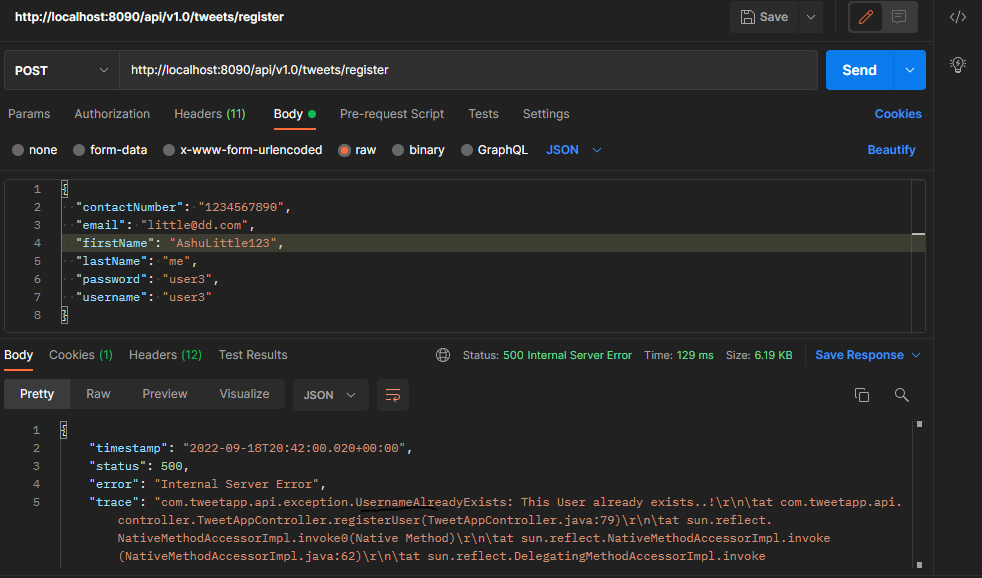 http://localhost:8090/api/v1.0/tweets/register
Save
POST
http://localhost:8090/api/v1.0/tweets/register
Send
Params Authorization Headers (11) Body Pre-request Script Tests Settings Cookies
none form-data x-www-form-urlencoded raw binary GraphQL JSON Beautify
1 {
2 "contactNumber": "1234567890",
3 "email": "little@dd.com",
4 "firstName": "AshuLittle123",
5 "lastName": "me",
6 "password": "user3",
7 "username": "user3"
8 }
Body Cookies (1) Headers (12) Test Results Status: 500 Internal Server Error Time: 129 ms Size: 6.19 KB Save Response
Pretty Raw Preview Visualize JSON
1 {
2 "timestamp": "2022-09-18T20:42:00.020+00:00",
3 "status": 500,
4 "error": "Internal Server Error",
5 "trace": "com.tweetapp.api.exception.UsernameAlreadyExists: This User already exists..!\r\n\tat com.tweetapp.api.
controller.TweetAppController.registerUser(TweetAppController.java:79)\r\n\tat sun.reflect.
NativeMethodAccessorImpl.invoke0(Native Method)\r\n\tat sun.reflect.NativeMethodAccessorImpl.invoke
(NativeMethodAccessorImpl.java:62)\r\n\tat sun.reflect.DelegatingMethodAccessorImpl.invoke